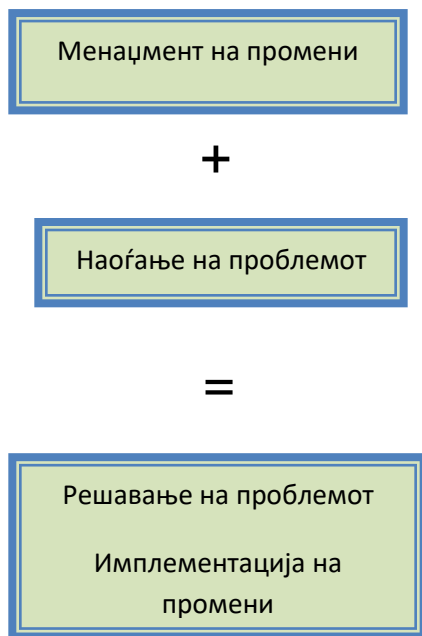 Менаџмент на промени
+
Наоѓање на проблемот
=
Решавање на проблемот
Имплементација на
промени